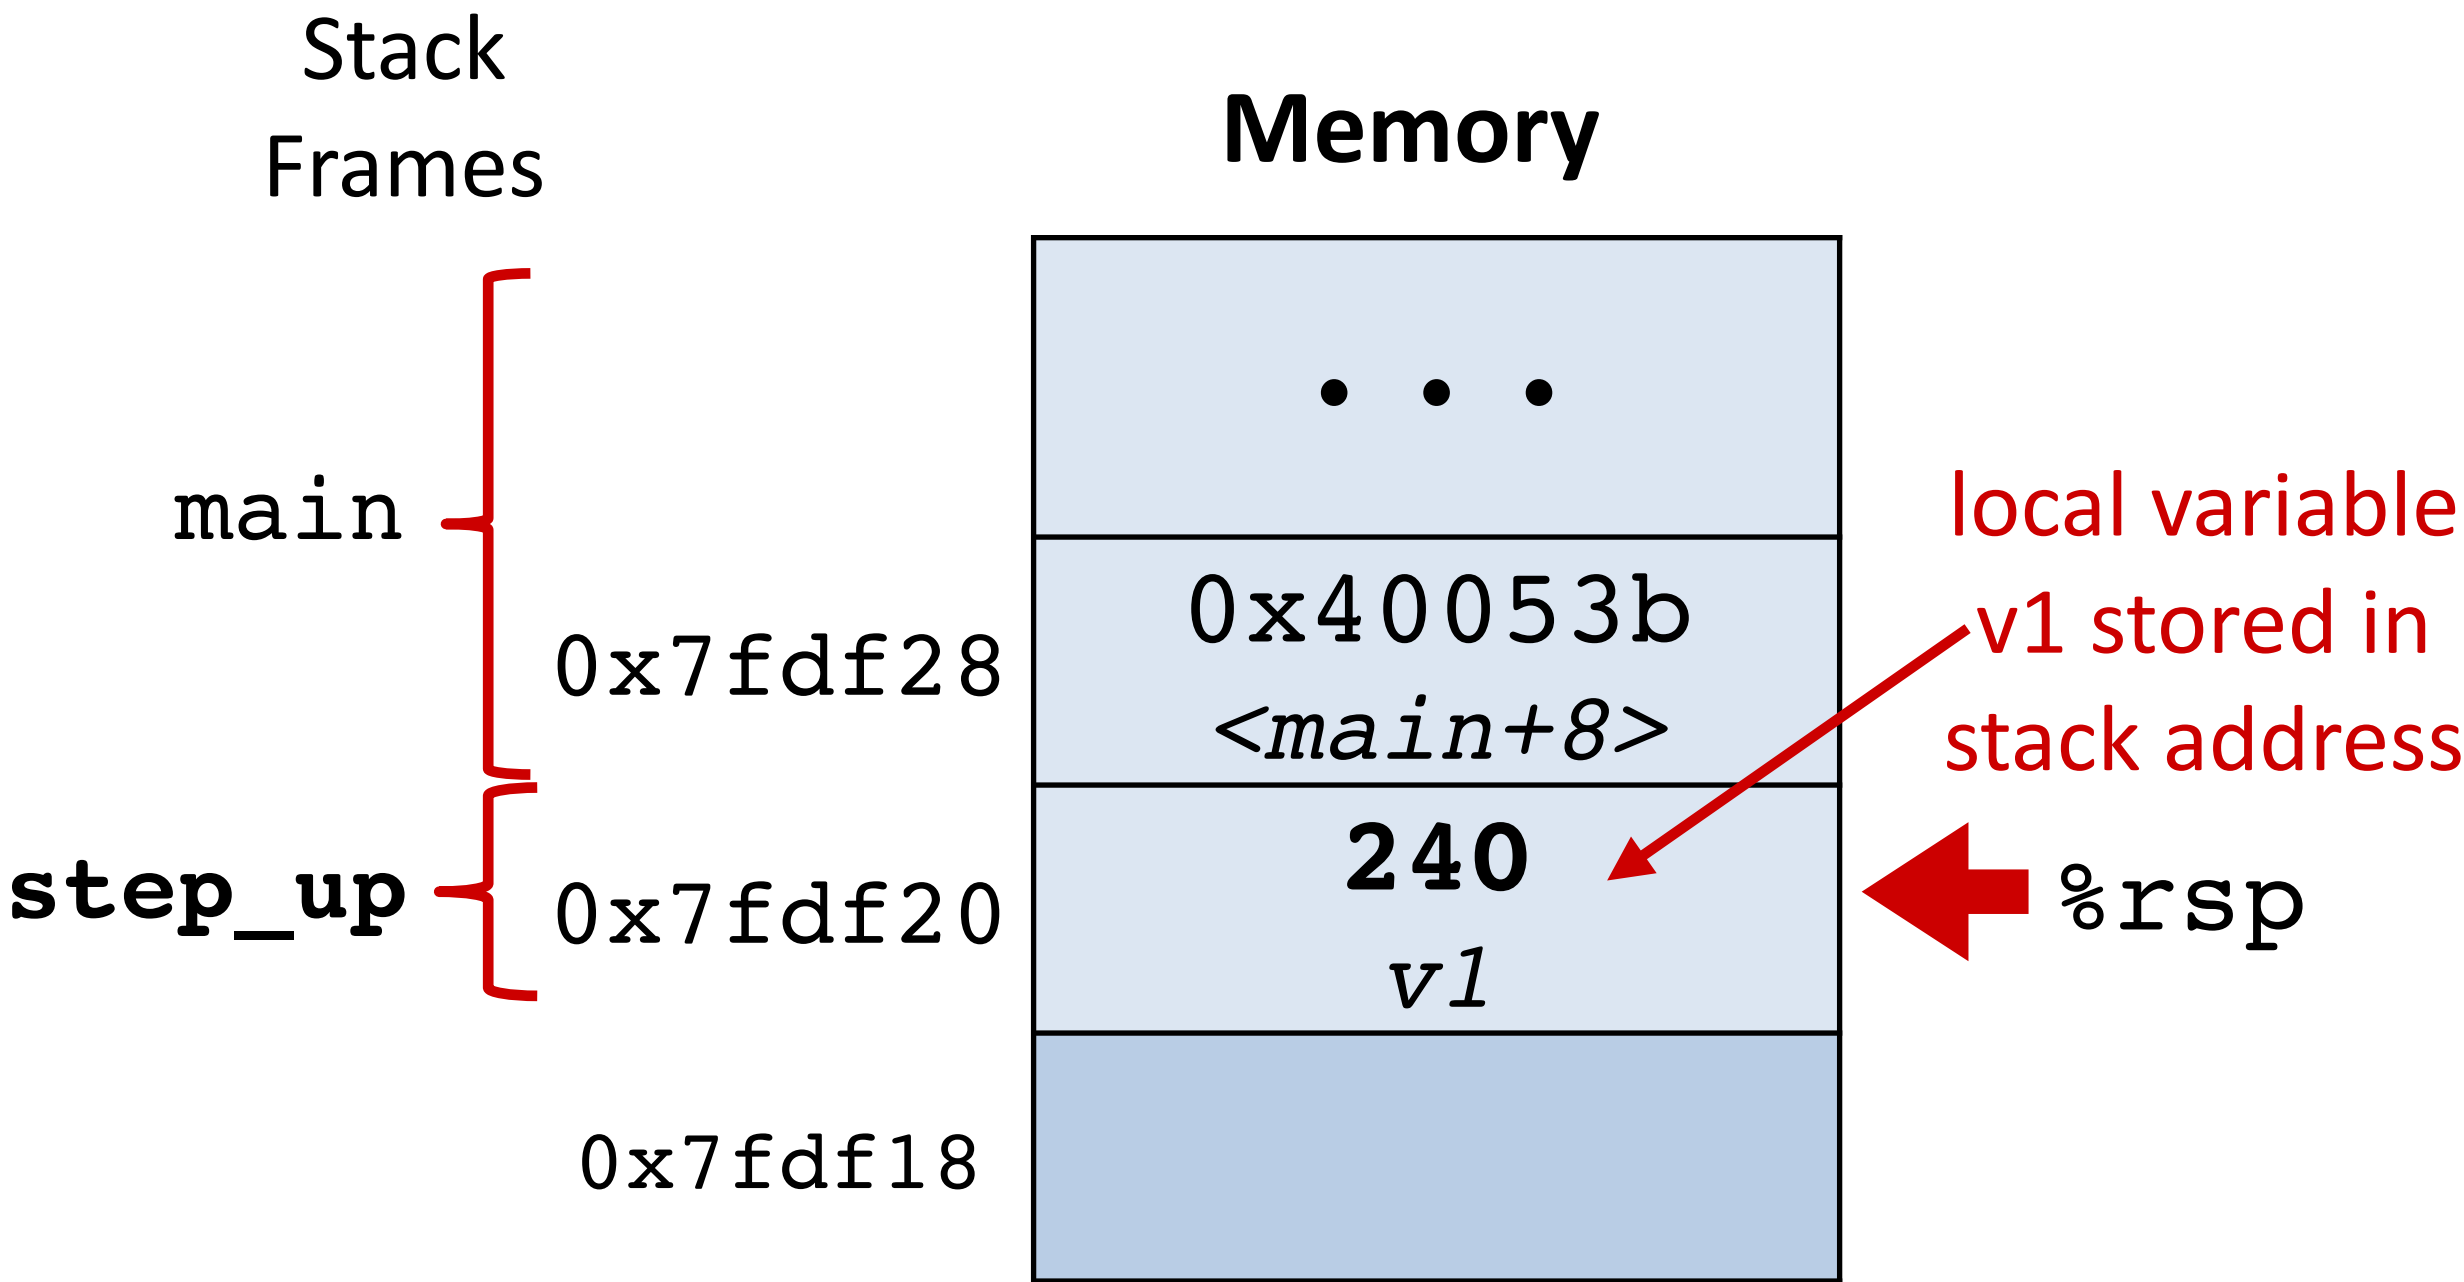 Stack
Frames
Memory
. . .
main
0x7fdf28
0x40053b
<main+8>
local variable
v1 stored in
stack address
step_up
0x7fdf20
240
v1
%rsp
0x7fdf18